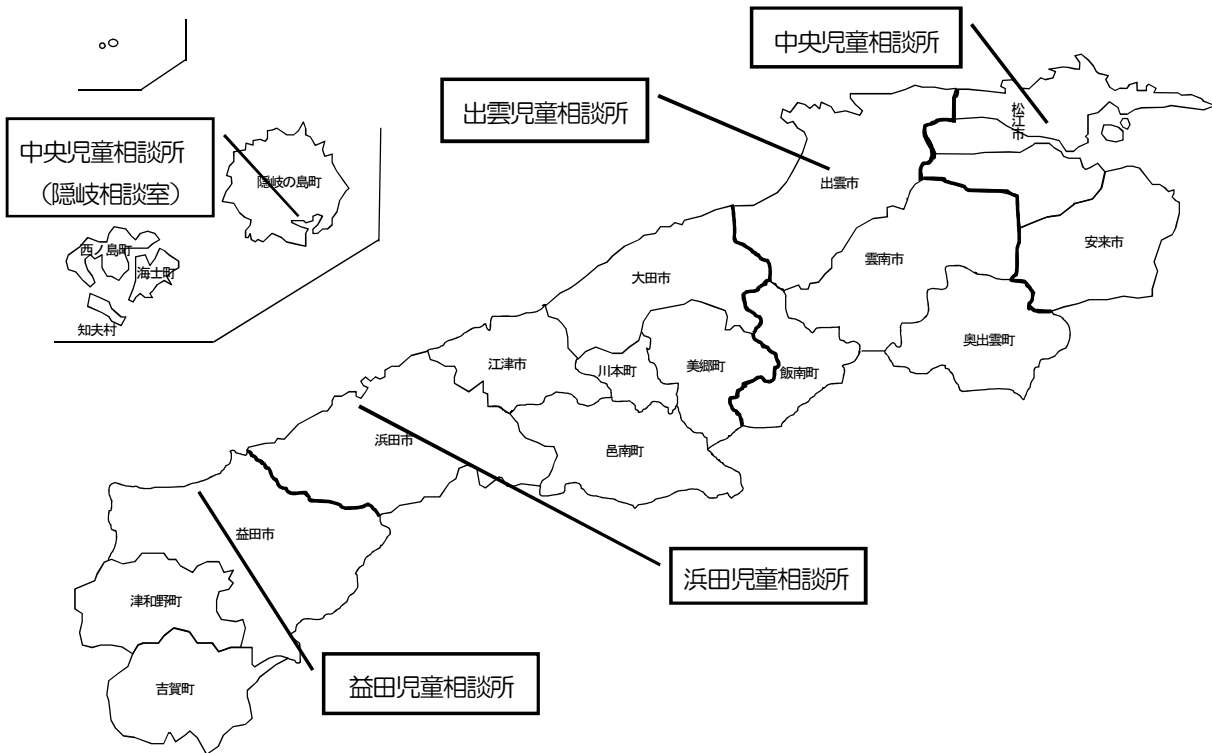 中央児童相談所
出雲児童相談所
中央児童相談所
（隠岐相談室）
隠岐の島町
西ノ島町
海士町
知夫村
松江市
出雲市
安来市
雲南市
大田市
奥出雲町
江津市
川本町
美郷町
飯南町
浜田市
邑南町
益田市
浜田児童相談所
津和野町
吉賀町
益田児童相談所